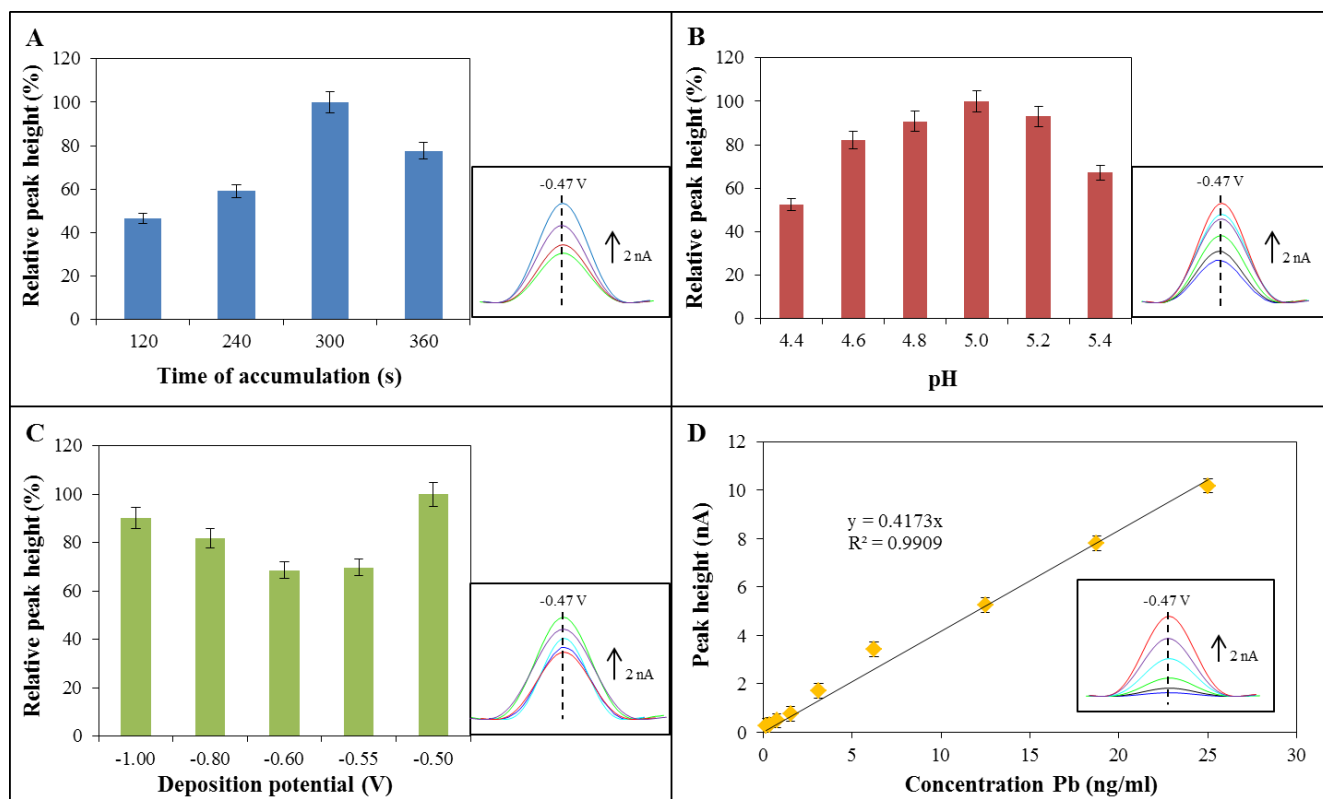 A
Relative peak height (%)
120
100
80
60
40
20
0
120 240 300 360
Time of accumulation (s)
-0.47 V
2 nA
B
Relative peak height (%)
120
100
80
60
40
20
0
4.4 4.6 4.8 5.0 5.2 5.4
pH
-0.47 V
2 nA
C
Relative peak height (%)
120
100
80
60
40
20
0
-1.00 -0.80 -0.60 -0.55 -0.50
Deposition potential (V)
-0.47 V
2 nA
D
Peak height (nA)
12
10
8
6
4
2
0
y = 0.4173x
R² = 0.9909
-0.47 V
2 nA
0 5 10 15 20 25 30
Concentration Pb (ng/ml)